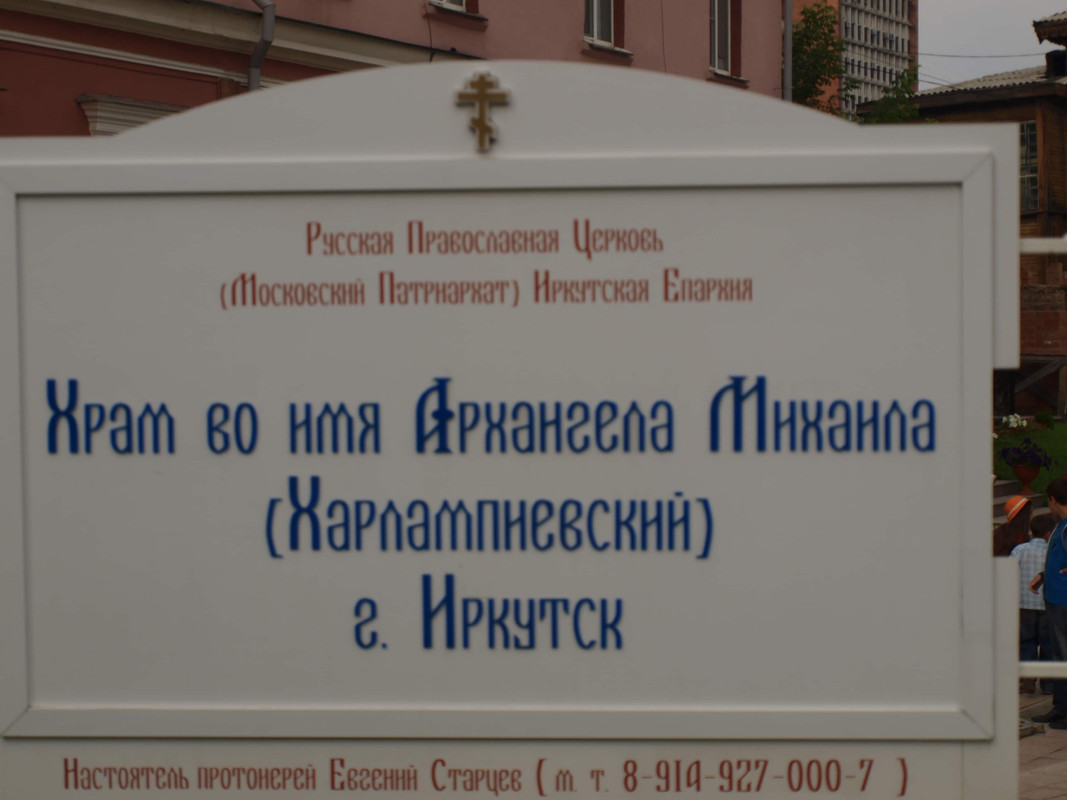 Русская Православная Церковь
(Московский Патриархат) Иркутская Епархия
Храм во имя Архангела Михаила
(Харлампиевский)
г. Иркутск
Настоятель протоиерей Евгений Старцев (м. т. 8-914-927-000-7 )